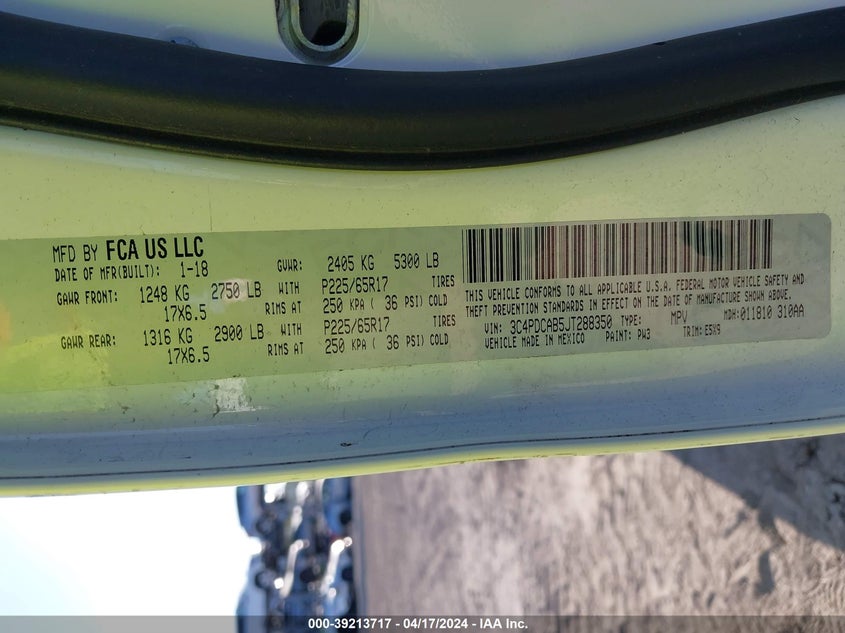 MFD BY FCA US LLC
DATE OF MFR(BUILT): 1-18 GVWR: 2405 KG 5300 LB
GAWR FRONT: 1248 KG 2750 LB WITH P225/65R17 TIRES
17X6.5 RIMS AT 250 KPA ( 36 PSI) COLD
GAWR REAR: 1316 KG 2900 LB WITH P225/65R17 TIRES
17X6.5 RIMS AT 250 KPA ( 36 PSI) COLD
THIS VEHICLE CONFORMS TO ALL APPLICABLE U.S.A. FEDERAL MOTOR VEHICLE SAFETY AND
THEFT PREVENTION STANDARDS IN EFFECT ON THE DATE OF MANUFACTURE SHOWN ABOVE.
VIN: 3C4PDCAB5JT288350 TYPE: MPV MDH: 011810 310AA
VEHICLE MADE IN MEXICO PAINT: PW3 TRIM: E5X9
000-39213717 - 04/17/2024 - IAA Inc.